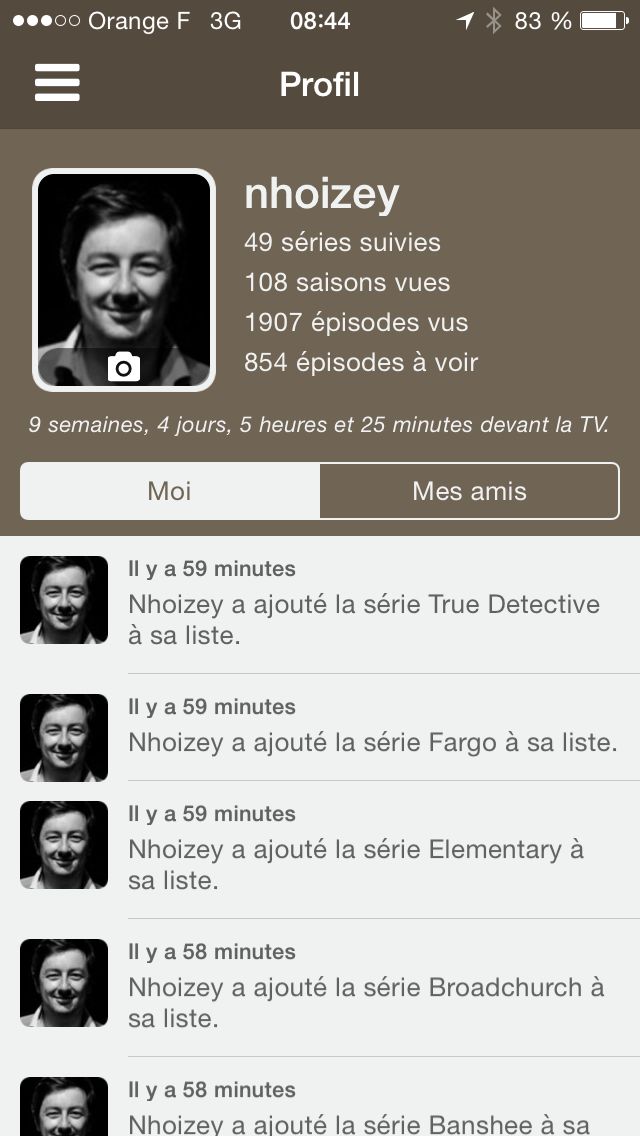 Orange F 3G 08:44 83 %
Profil
nhoizey
49 séries suivies
108 saisons vues
1907 épisodes vus
854 épisodes à voir
9 semaines, 4 jours, 5 heures et 25 minutes devant la TV.
Moi Mes amis
Il y a 59 minutes
Nhoizey a ajouté la série True Detective
à sa liste.
Il y a 59 minutes
Nhoizey a ajouté la série Fargo à sa liste.
Il y a 59 minutes
Nhoizey a ajouté la série Elementary à
sa liste.
Il y a 58 minutes
Nhoizey a ajouté la série Broadchurch à
sa liste.
Il y a 58 minutes
Nhoizey a ajouté la série Banshee à sa